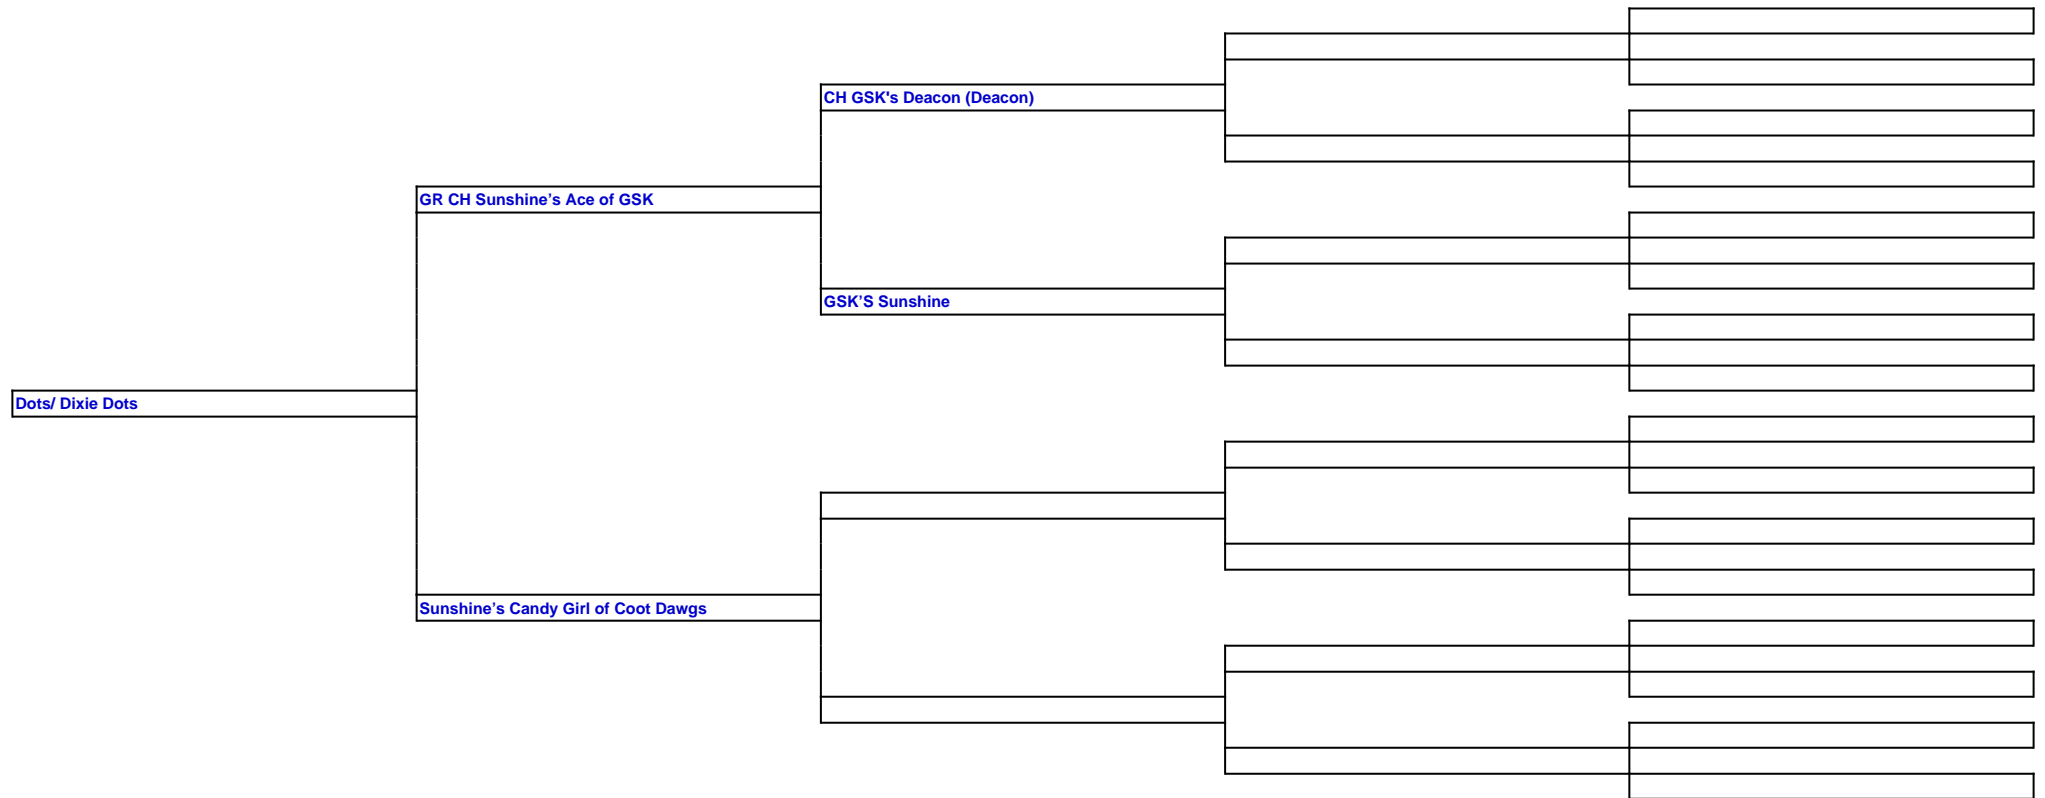 CH GSK's Deacon (Deacon)
GR CH Sunshine’s Ace of GSK
GSK’S Sunshine
Dots/ Dixie Dots
Sunshine’s Candy Girl of Coot Dawgs